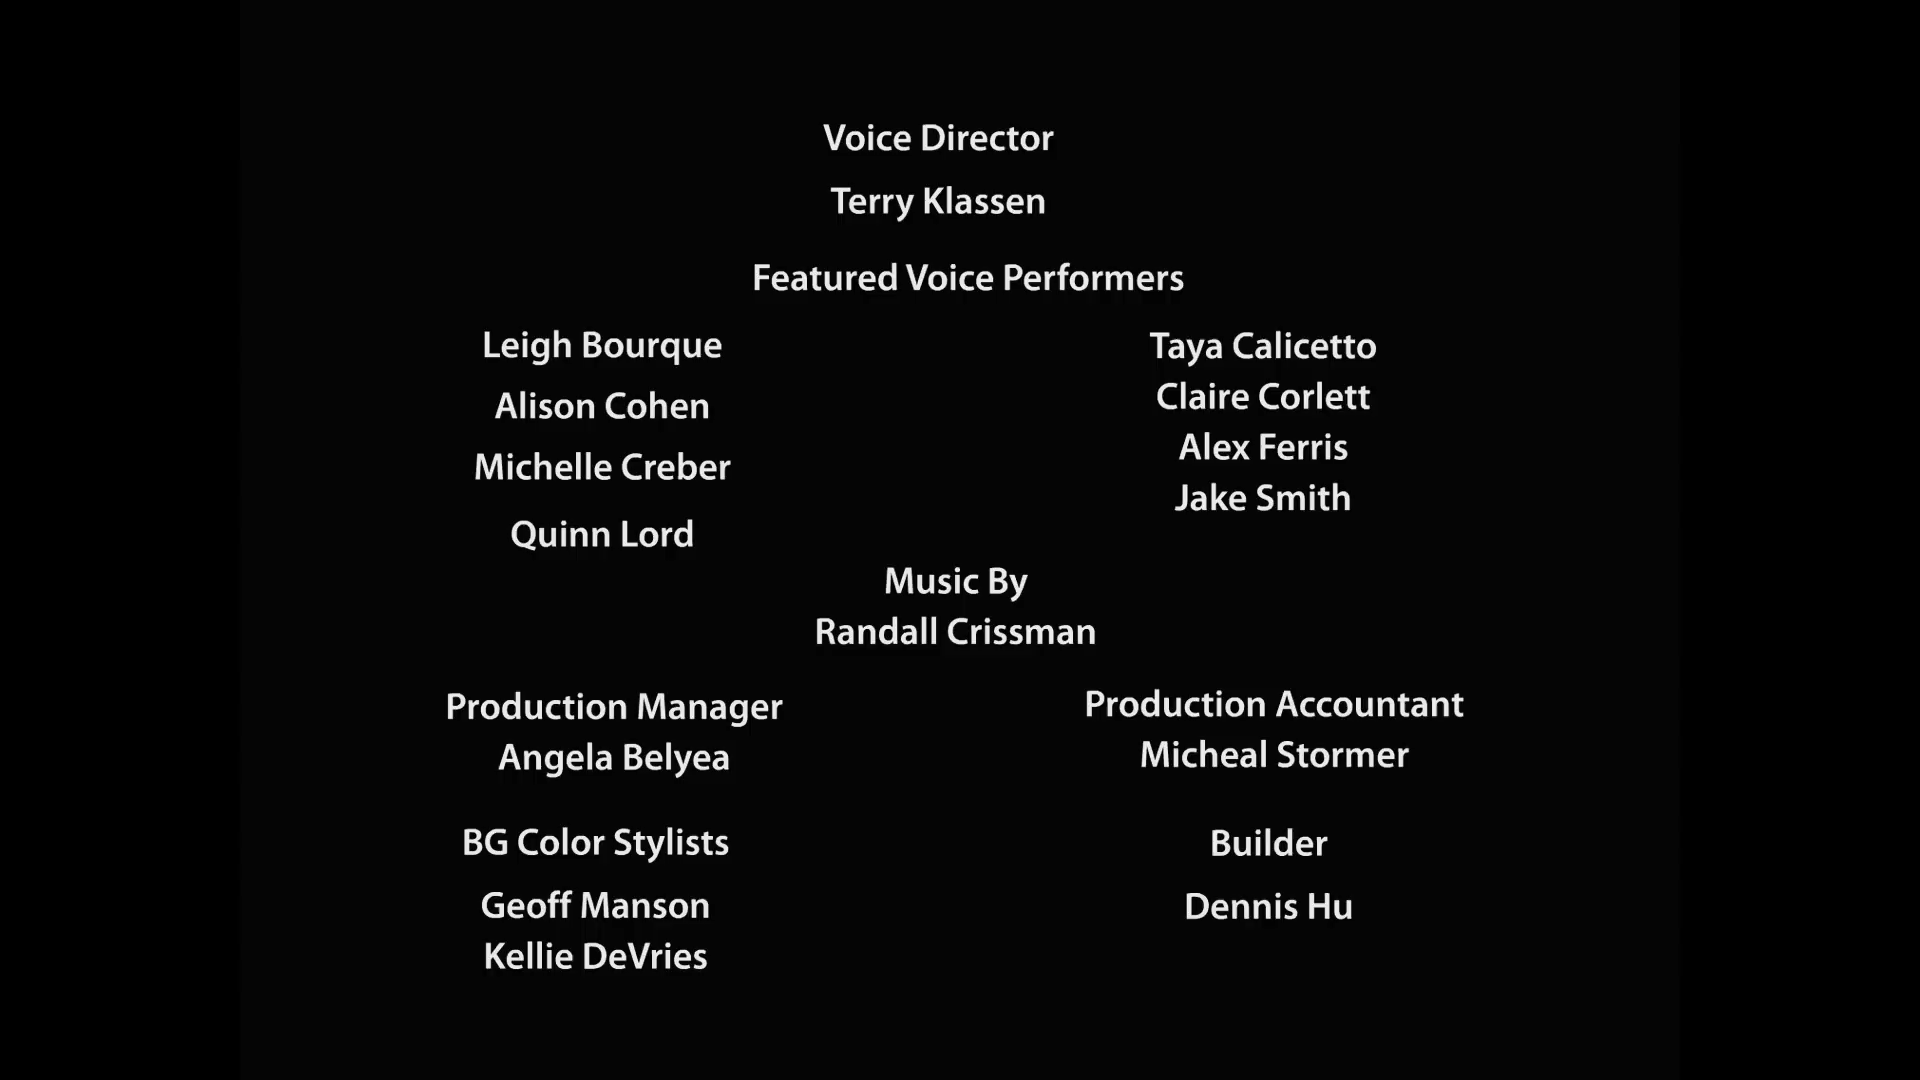 Voice Director
Terry Klassen
Featured Voice Performers
Leigh Bourque
Alison Cohen
Michelle Creber
Quinn Lord
Taya Calicetto
Claire Corlett
Alex Ferris
Jake Smith
Music By
Randall Crissman
Production Manager
Angela Belyea
Production Accountant
Micheal Stormer
BG Color Stylists
Geoff Manson
Kellie DeVries
Builder
Dennis Hu